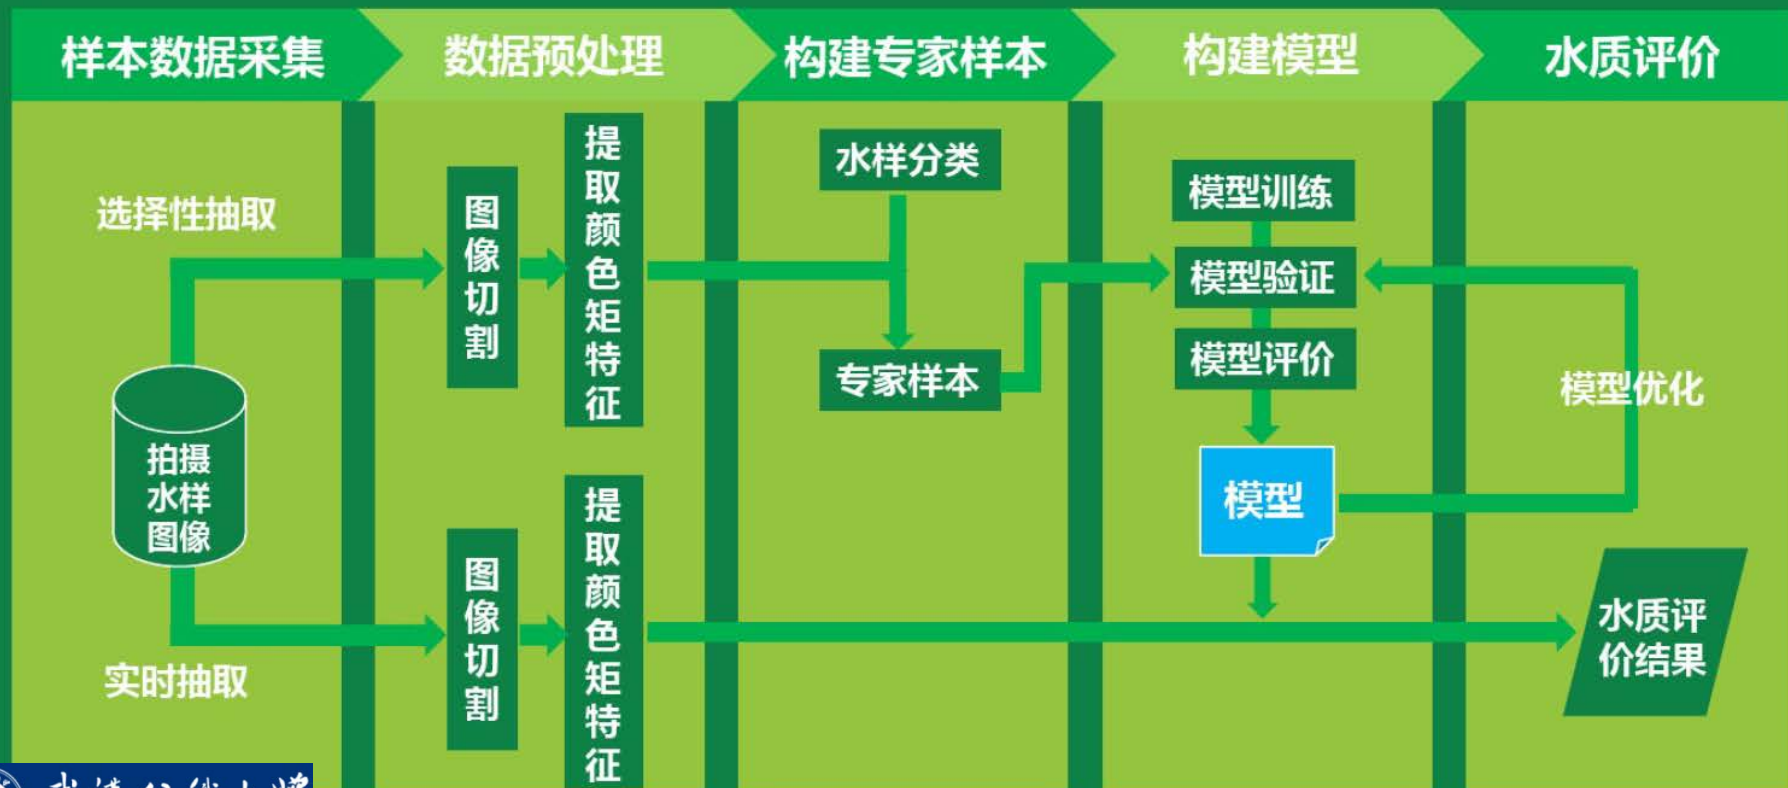 样本数据采集
数据预处理
构建专家样本
构建模型
水质评价
选择性抽取
拍摄
水样
图像
实时抽取
图像切割
提取颜色矩特征
图像切割
提取颜色矩特征
水样分类
专家样本
模型训练
模型验证
模型评价
模型
模型优化
水质评
价结果